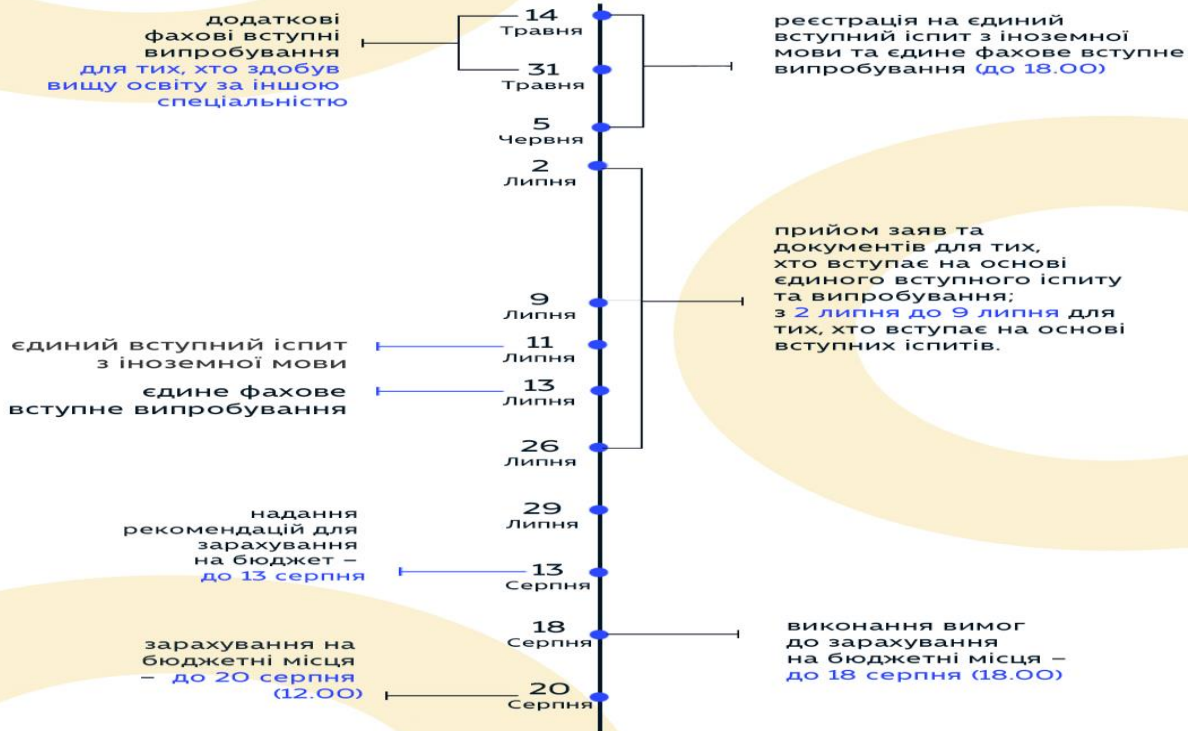 додаткові
фахові вступні
випробування
для тих, хто здобув
вищу освіту за іншою
спеціальністю
14
Травня
31
Травня
5
Червня
реєстрація на єдиний
вступний іспит з іноземної
мови та єдине фахове вступне
випробування (до 18.00)
2
Липня
9
Липня
прийом заяв та
документів для тих,
хто вступає на основі
єдиного вступного іспиту
та випробування;
з 2 липня до 9 липня для
тих, хто вступає на основі
вступних іспитів.
єдиний вступний іспит
з іноземної мови
11
Липня
єдине фахове
вступне випробування
13
Липня
26
Липня
29
Липня
надання
рекомендацій для
зарахування
на бюджет –
до 13 серпня
13
Серпня
18
Серпня
виконання вимог
до зарахування
на бюджетні місця –
до 18 серпня (18.00)
зарахування на
бюджетні місця
– до 20 серпня
(12.00)
20
Серпня